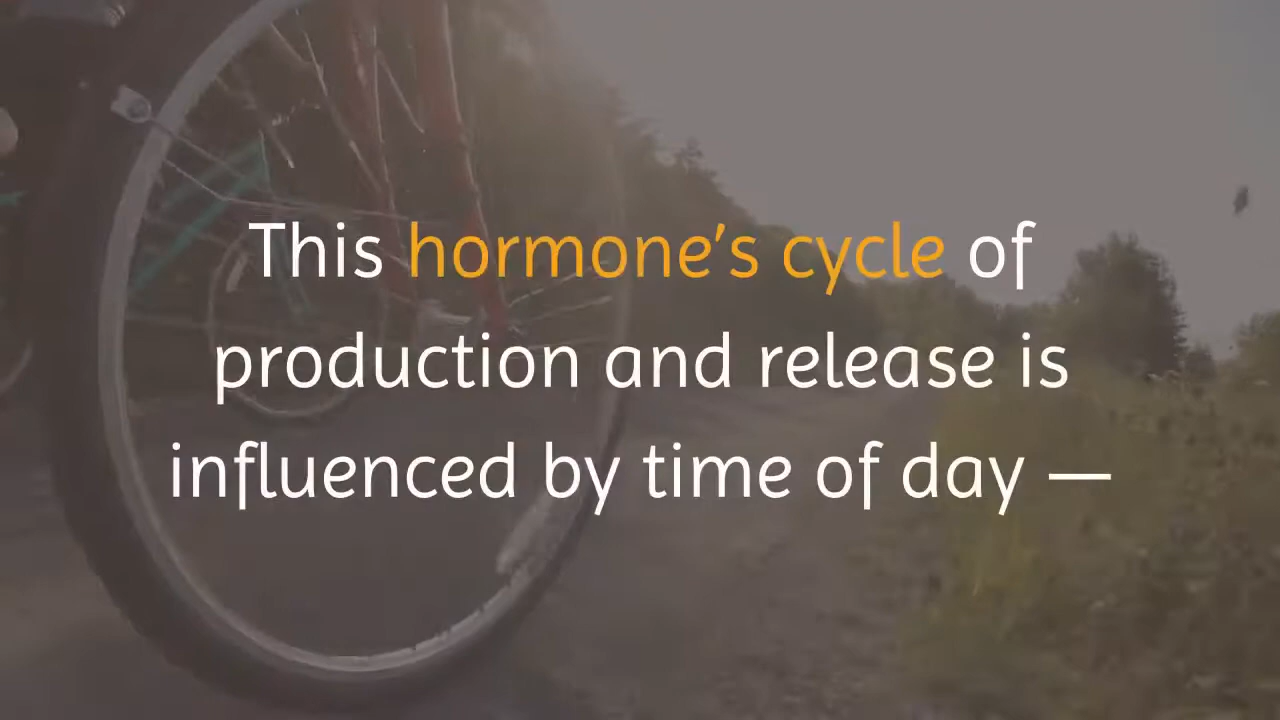 This hormone's cycle of
production and release is
influenced by time of day —